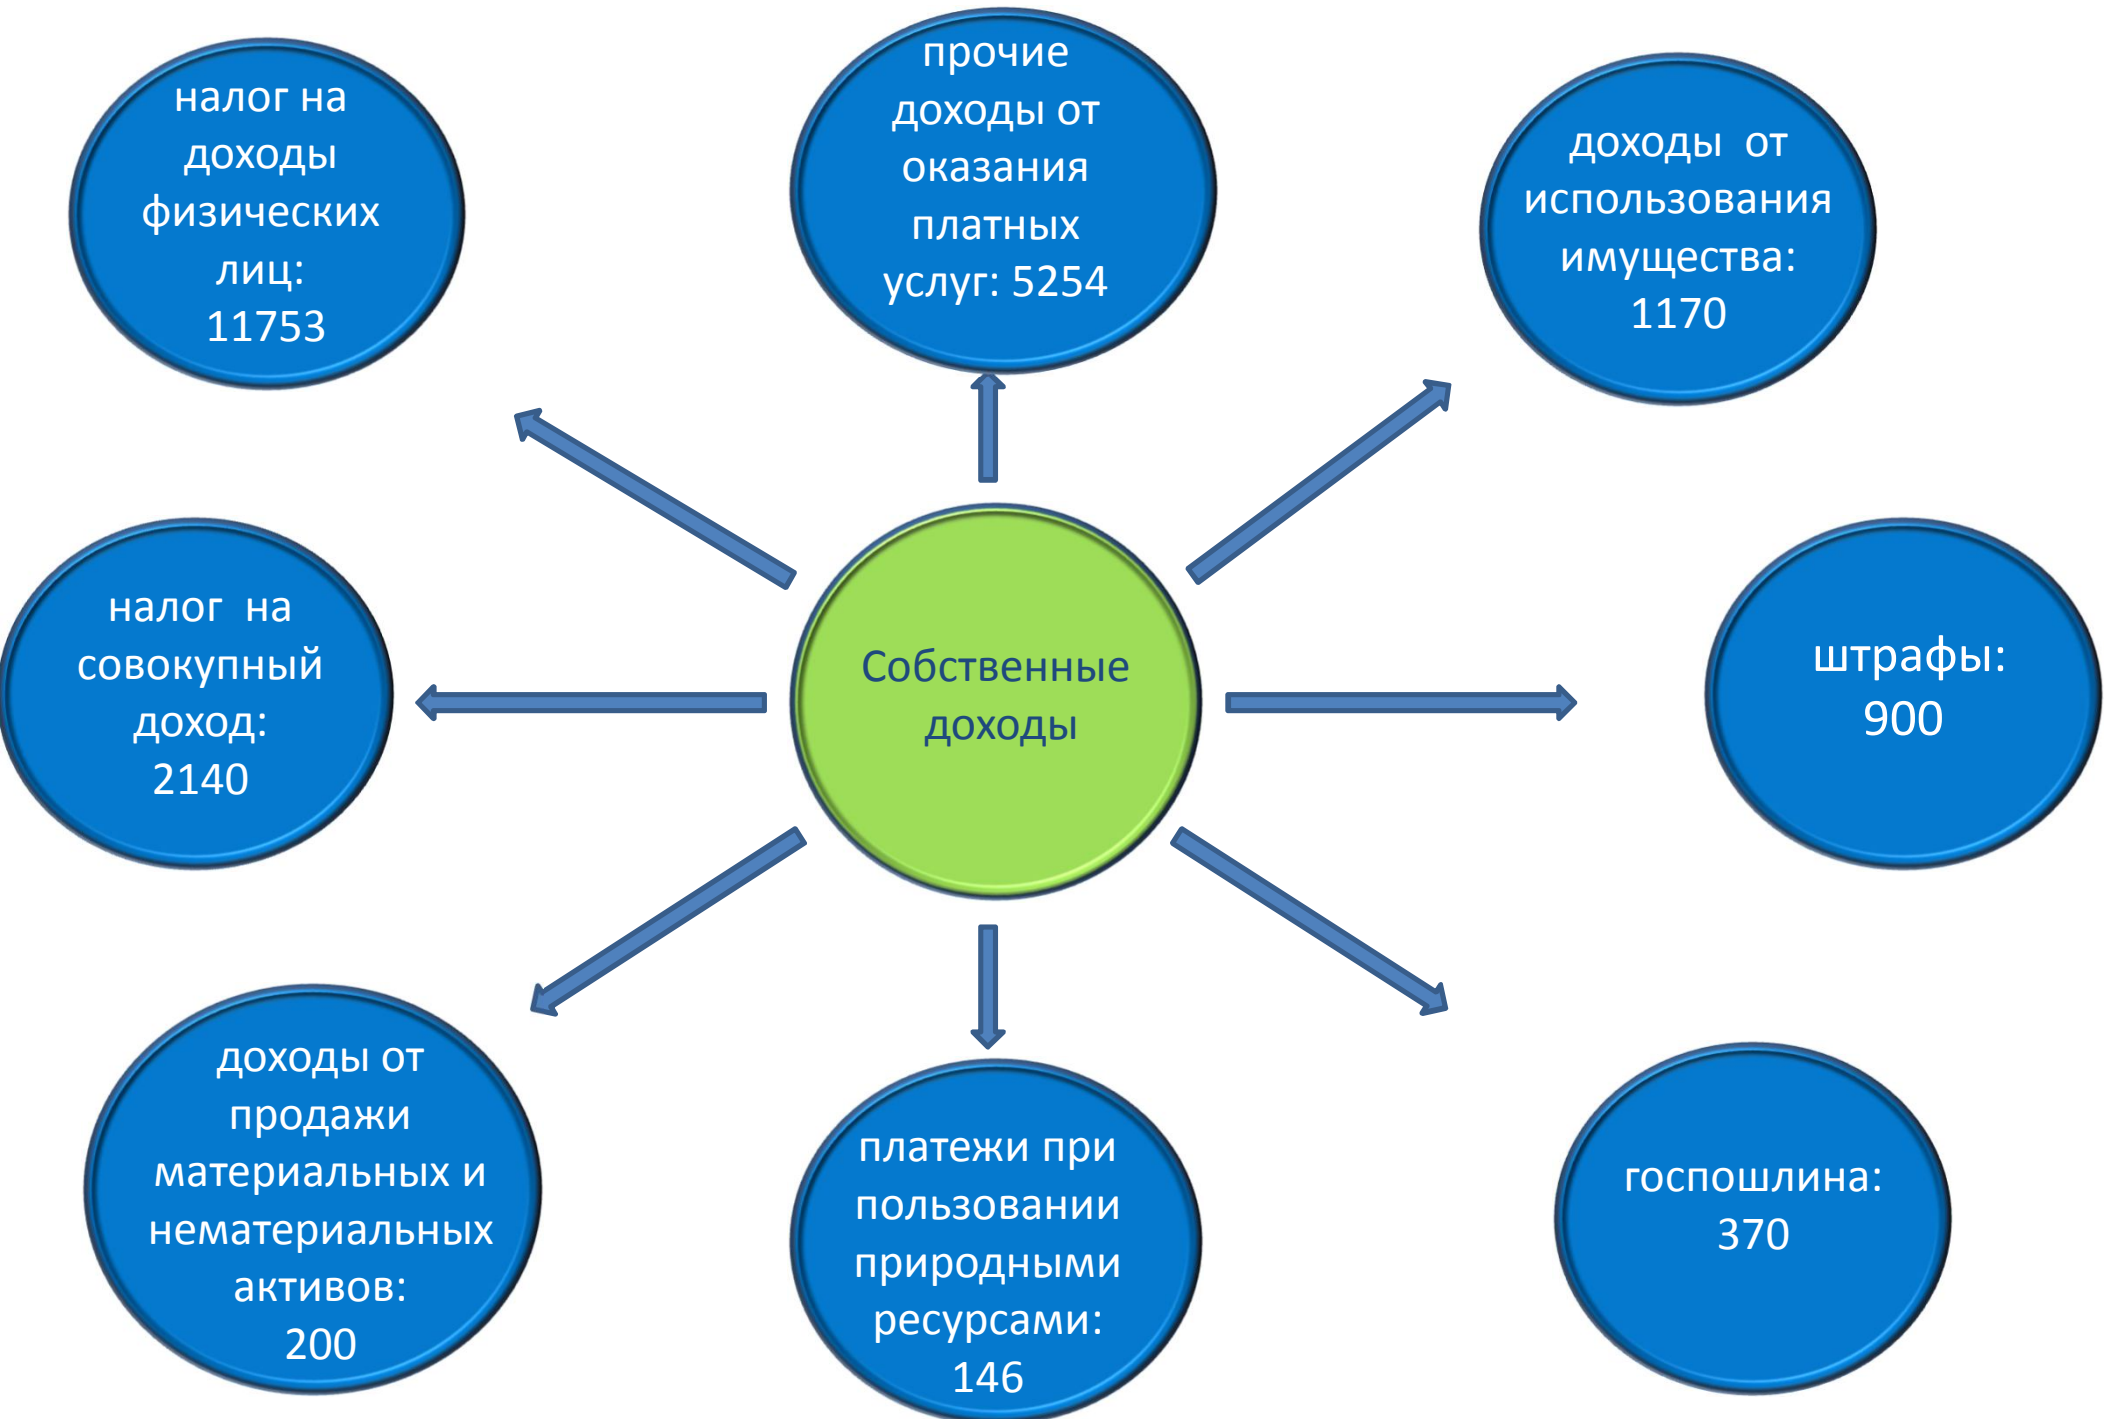 налог на
доходы
физических
лиц:
11753
прочие
доходы от
оказания
платных
услуг: 5254
доходы от
использования
имущества:
1170
налог на
совокупный
доход:
2140
Собственные
доходы
штрафы:
900
доходы от
продажи
материальных и
нематериальных
активов:
200
платежи при
пользовании
природными
ресурсами:
146
госпошлина:
370